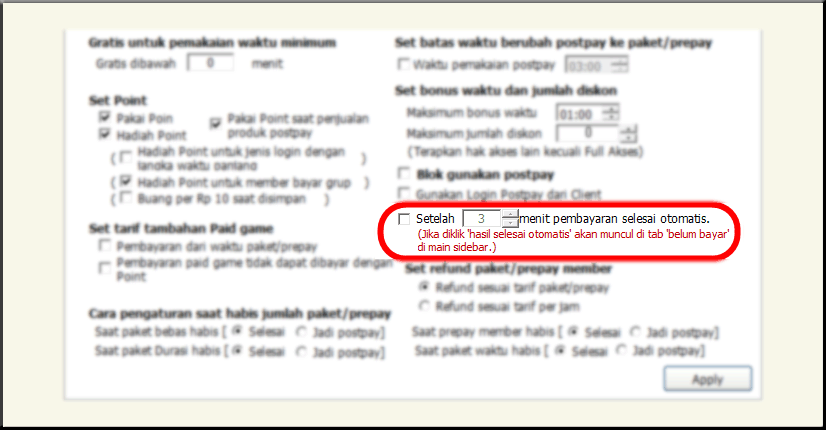 Gratis untuk pemakaian waktu minimum
Gratis dibawah 0 menit
Set Point
Pakai Poin
Pakai Point saat penjualan
produk postpay
Hadiah Point
( Hadiah Point untuk jenis login dengan
jangka waktu panjang )
( Hadiah Point untuk member bayar grup )
( Buang per Rp 10 saat disimpan )
Set tarif tambahan Paid game
Pembayaran dari waktu paket/prepay
Pembayaran paid game tidak dapat dibayar dengan
Point
Cara pengaturan saat habis jumlah paket/prepay
Saat paket bebas habis [ Selesai Jadi postpay]
Saat paket Durasi habis [ Selesai Jadi postpay]
Set batas waktu berubah postpay ke paket/prepay
Waktu pemakaian postpay 03:00
Set bonus waktu dan jumlah diskon
Maksimum bonus waktu 01:00
Maksimum jumlah diskon 0
(Terapkan hak akses lain kecuali Full Akses)
Blok gunakan postpay
Gunakan Login Postpay dari Client
Setelah 3 menit pembayaran selesai otomatis.
(Jika diklik 'hasil selesai otomatis' akan muncul di tab 'belum bayar'
di main sidebar.)
Set refund paket/prepay member
Refund sesuai tarif paket/prepay
Refund sesuai tarif per jam
Saat prepay member habis [ Selesai Jadi postpay]
Saat paket waktu habis [ Selesai Jadi postpay]
Apply